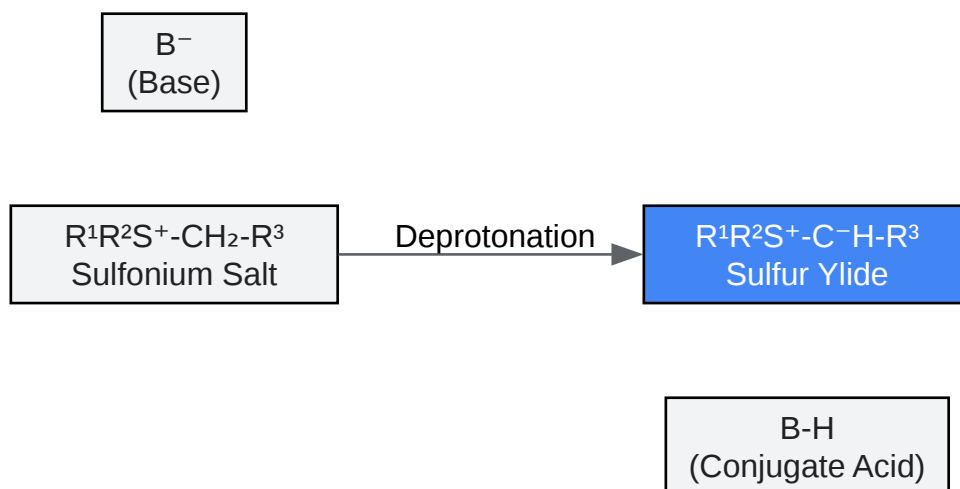 B⁻
(Base)
R¹R²S⁺-CH₂-R³
Sulfonium Salt
Deprotonation
R¹R²S⁺-C⁻H-R³
Sulfur Ylide
B-H
(Conjugate Acid)